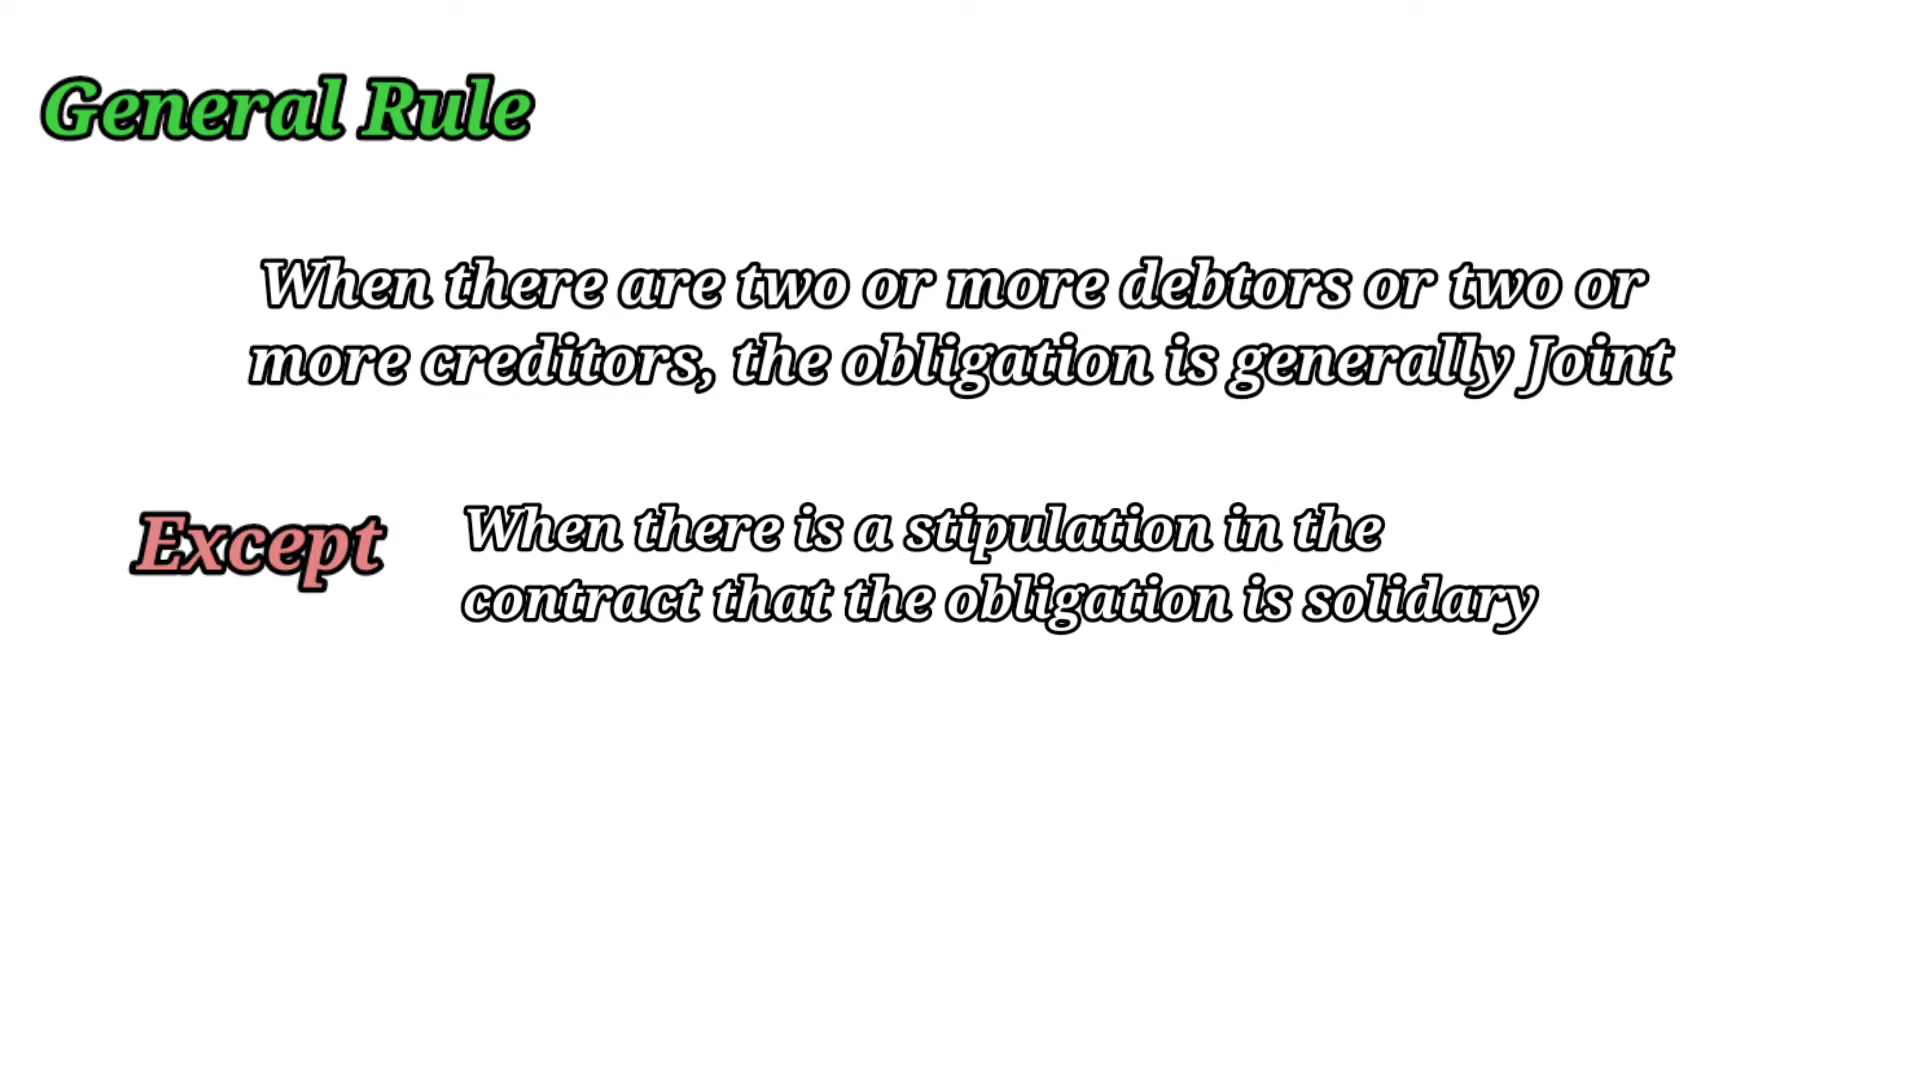 General Rule
When there are two or more debtors or two or
more creditors, the obligation is generally Joint
Except
When there is a stipulation in the
contract that the obligation is solidary